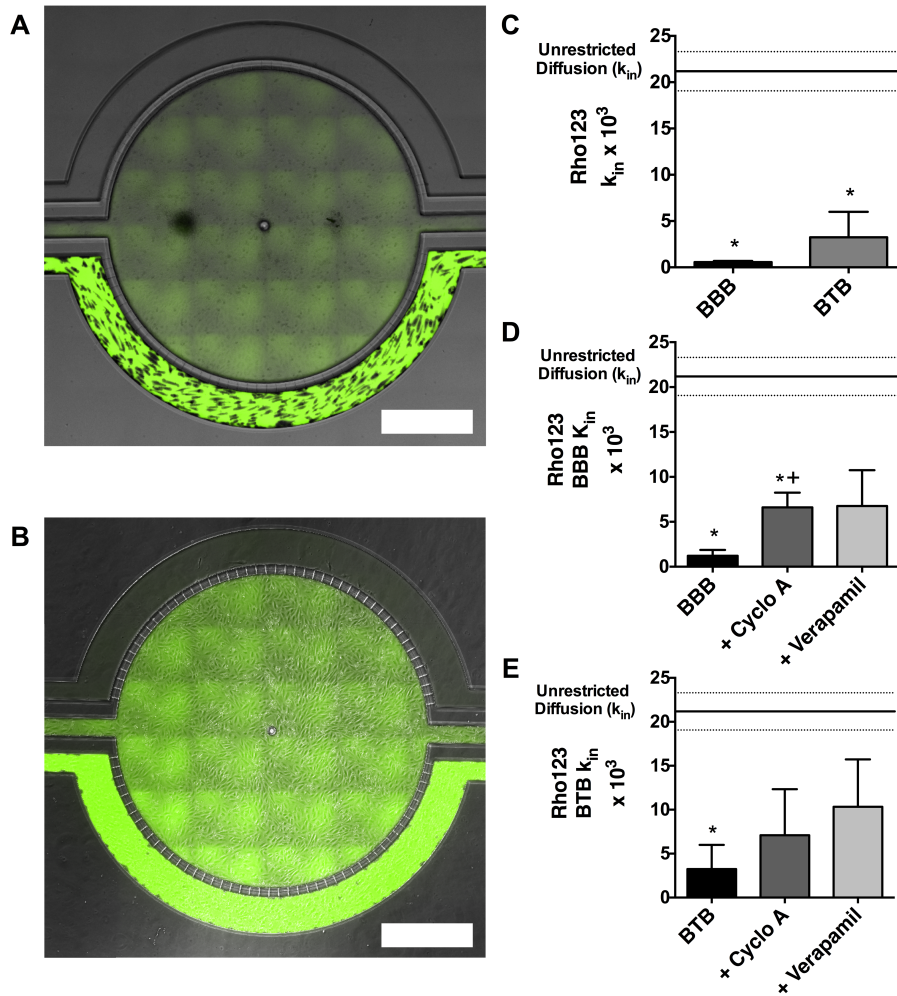 A
B
C
Unrestricted
Diffusion (kin)
Rho123
kin x 10³
25
20
15
10
5
0
*
*
BBB
BTB
D
Unrestricted
Diffusion (kin)
Rho123
BBB Kin
x 10³
25
20
15
10
5
0
*
*+
BBB
+ Cyclo A
+ Verapamil
E
Unrestricted
Diffusion (kin)
Rho123
BTB kin
x 10³
25
20
15
10
5
0
*
BTB
+ Cyclo A
+ Verapamil